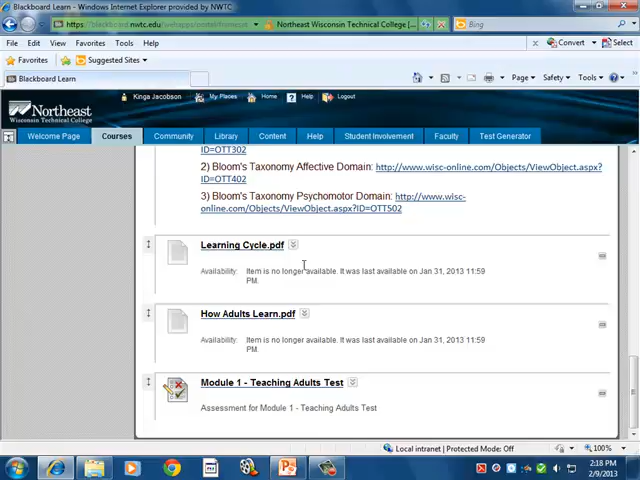 Blackboard Learn - Windows Internet Explorer provided by NWTC
Northeast Wisconsin Technical College [...
Bing
File Edit View Favorites Tools Help
Convert Select
Favorites Suggested Sites
Blackboard Learn
Page Safety Tools
Kinga Jacobson My Places Home Help Logout
Northeast
Wisconsin Technical College
Welcome Page Courses Community Library Content Help Student Involvement Faculty Test Generator
ID=OTT302
2) Bloom's Taxonomy Affective Domain: http://www.wisc-online.com/Objects/ViewObject.aspx?
ID=OTT402
3) Bloom's Taxonomy Psychomotor Domain: http://www.wisc-
online.com/Objects/ViewObject.aspx?ID=OTT502
Learning Cycle.pdf
Availability: Item is no longer available. It was last available on Jan 31, 2013 11:59
PM.
How Adults Learn.pdf
Availability: Item is no longer available. It was last available on Jan 31, 2013 11:59
PM.
Module 1 - Teaching Adults Test
Assessment for Module 1 - Teaching Adults Test
Local intranet | Protected Mode: Off 100%
2:18 PM
2/9/2013